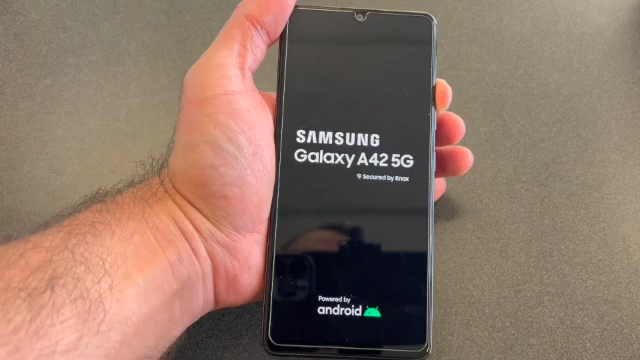 SAMSUNG
Galaxy A42 5G
Secured by Knox
Powered by
android